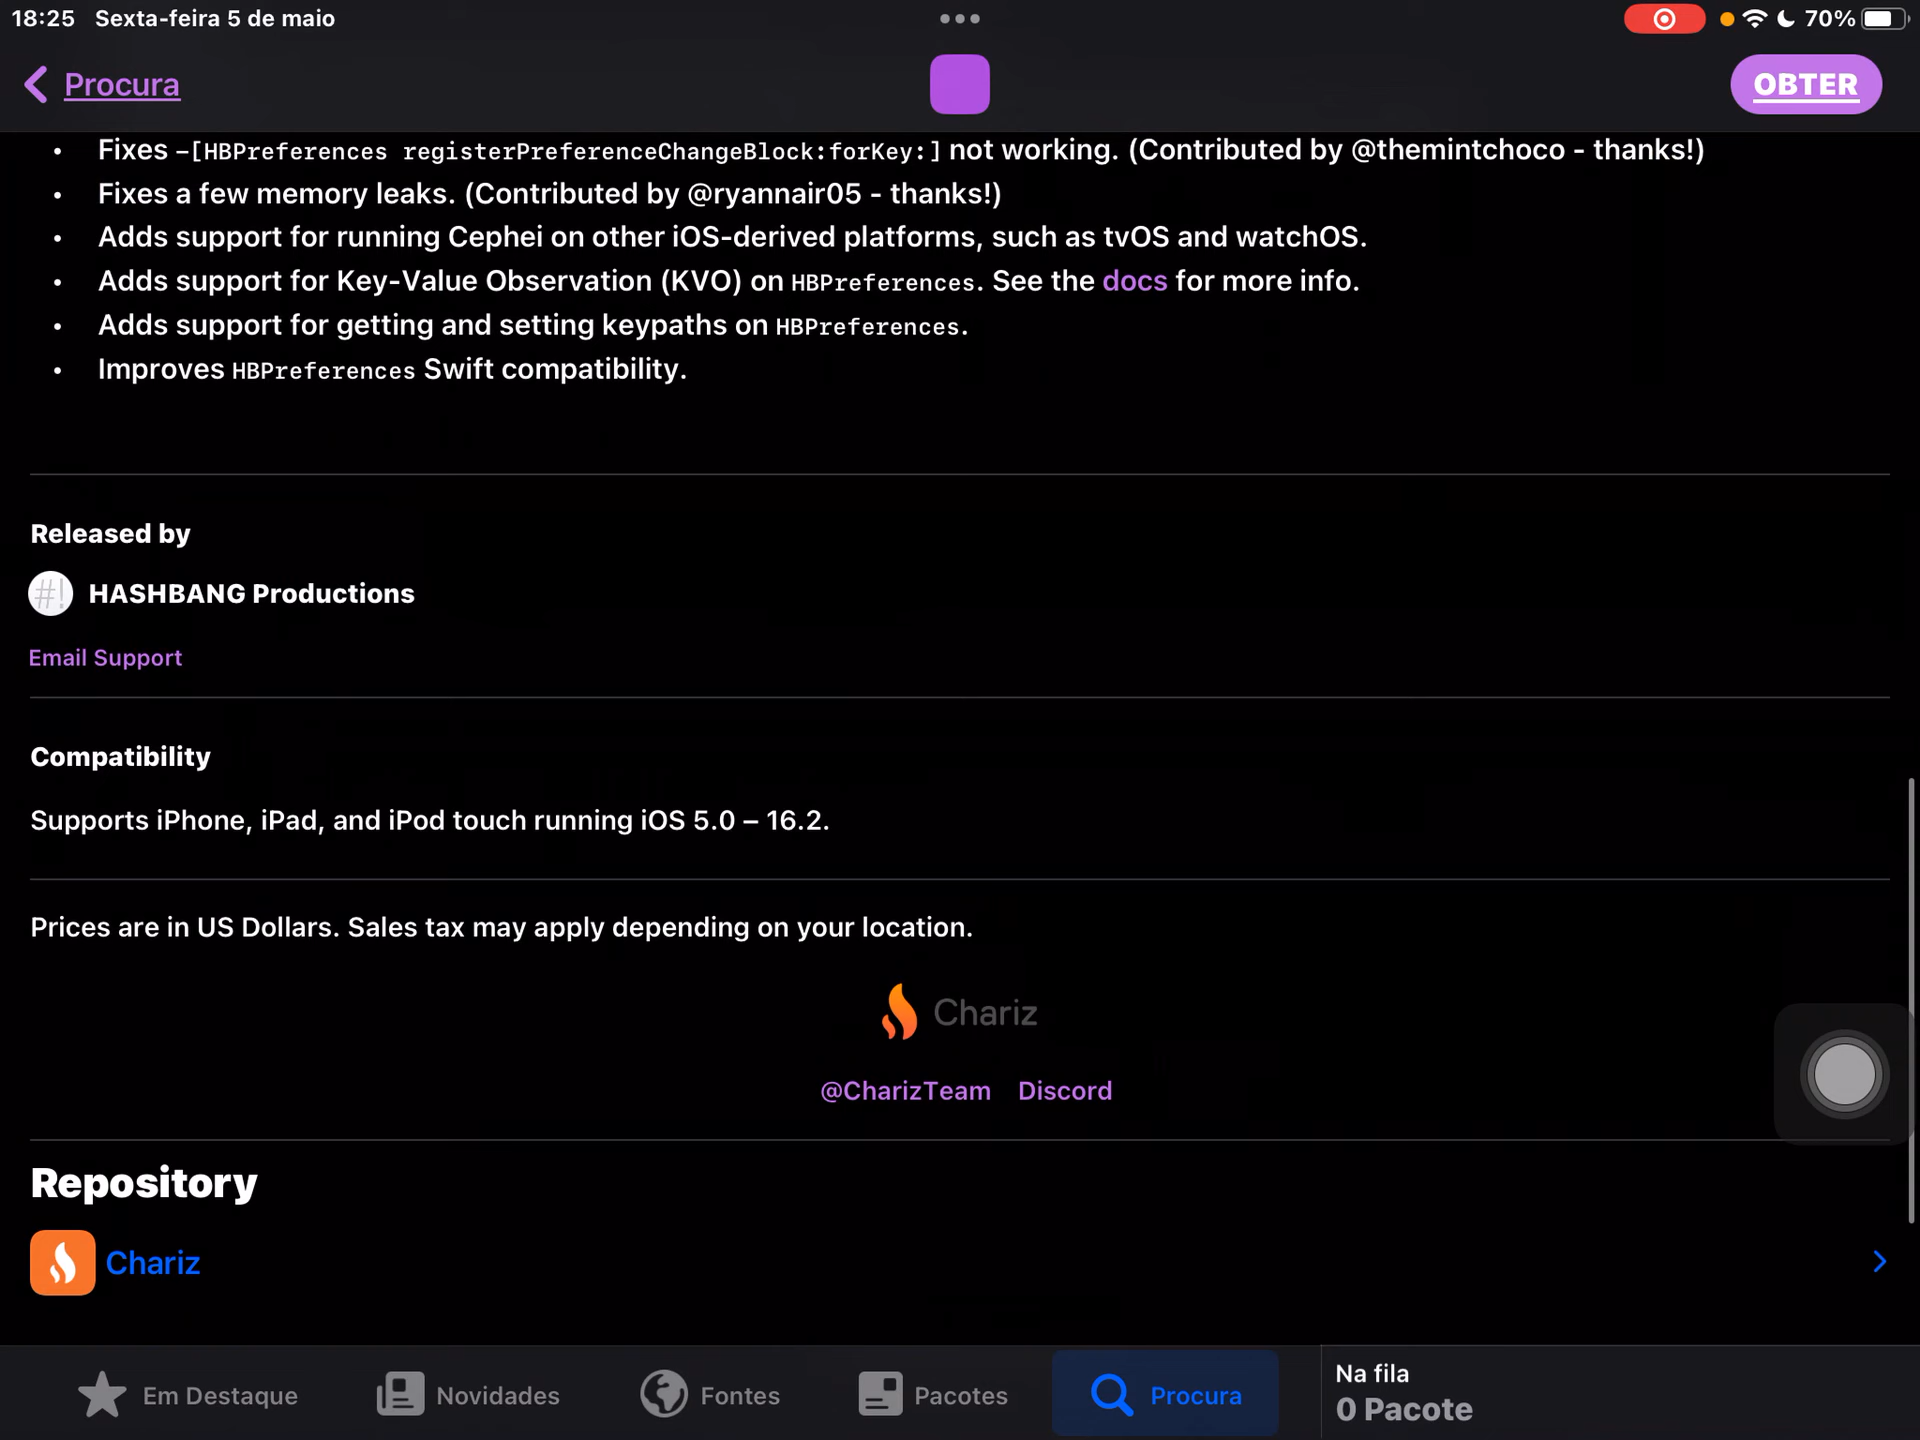 18:25 Sexta-feira 5 de maio 70%
Procura
OBTER
• Fixes -[HBPreferences registerPreferenceChangeBlock:forKey:] not working. (Contributed by @themintchoco - thanks!)
• Fixes a few memory leaks. (Contributed by @ryannair05 - thanks!)
• Adds support for running Cephei on other iOS-derived platforms, such as tvOS and watchOS.
• Adds support for Key-Value Observation (KVO) on HBPreferences. See the docs for more info.
• Adds support for getting and setting keypaths on HBPreferences.
• Improves HBPreferences Swift compatibility.
Released by
#! HASHBANG Productions
Email Support
Compatibility
Supports iPhone, iPad, and iPod touch running iOS 5.0 – 16.2.
Prices are in US Dollars. Sales tax may apply depending on your location.
Chariz
@CharizTeam Discord
Repository
Chariz
Em Destaque Novidades Fontes Pacotes Procura
Na fila
0 Pacote